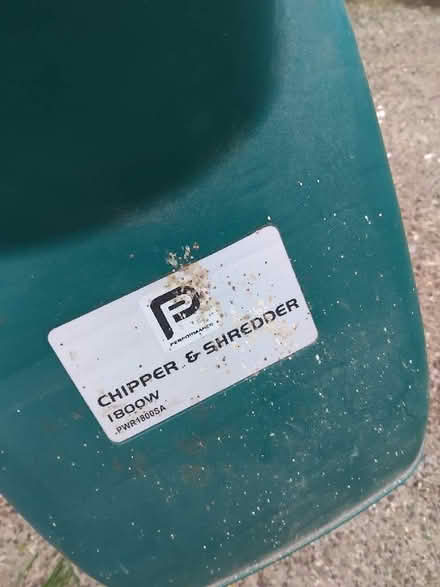 P
PERFORMANCE
CHIPPER & SHREDDER
1800W
PWR1800SA